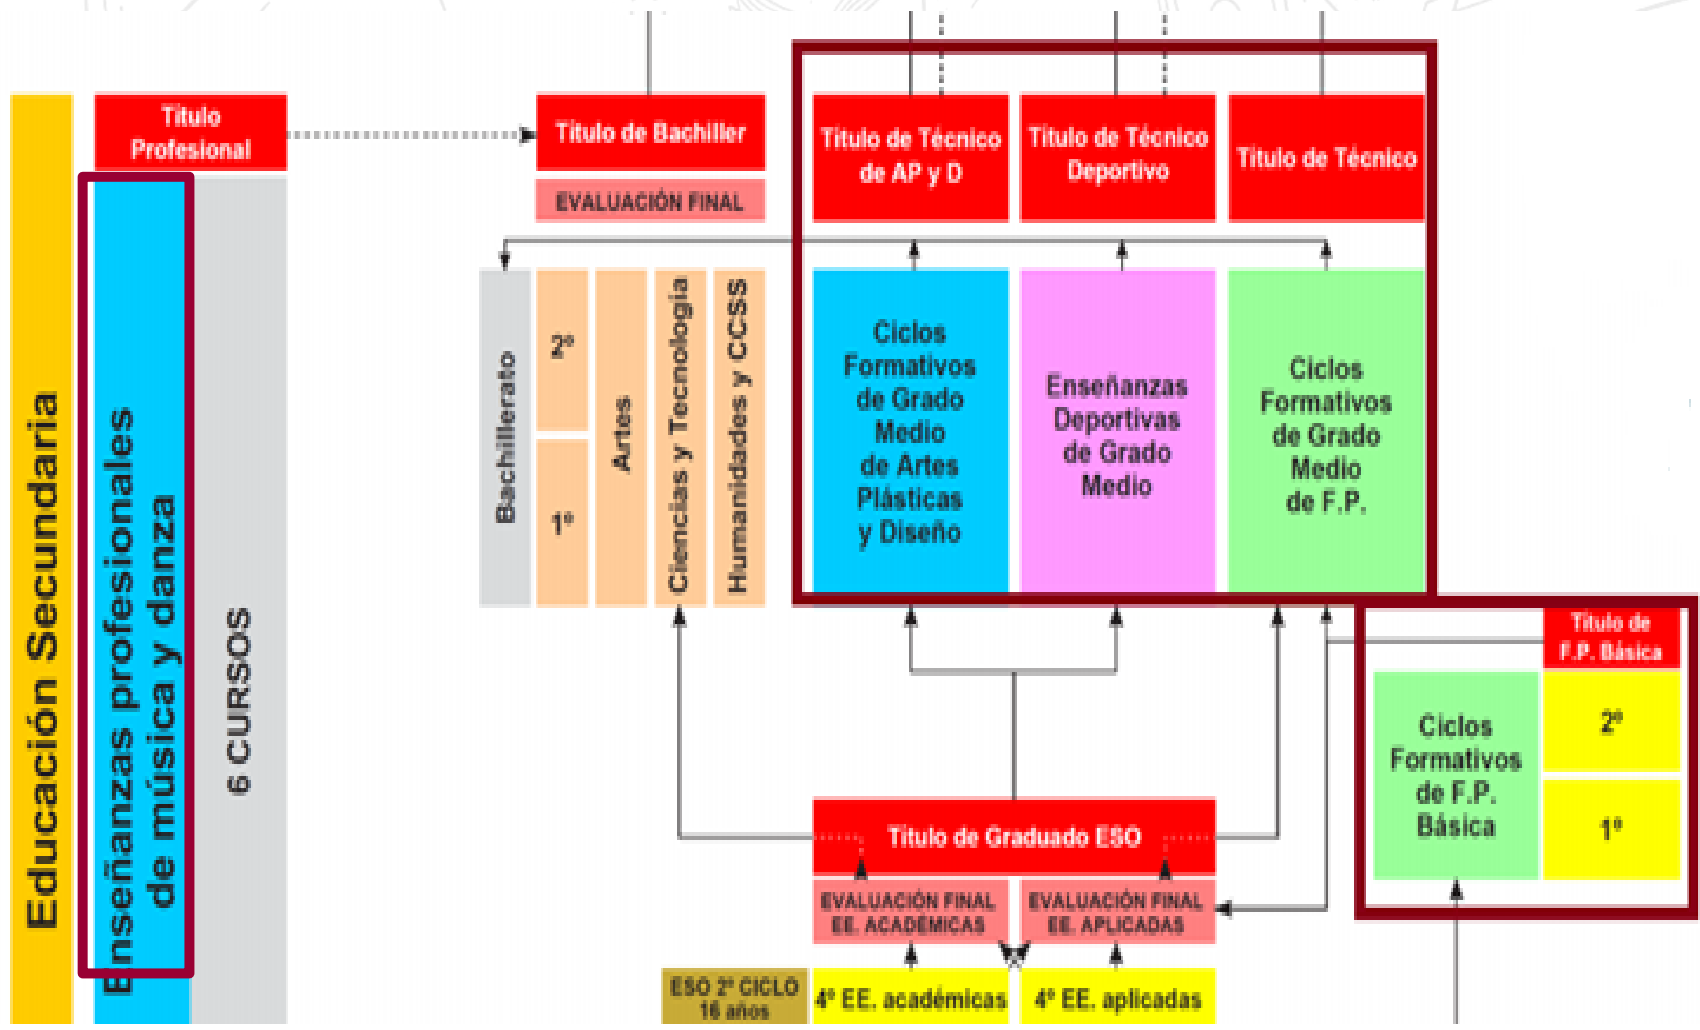 Educación Secundaria
Título
Profesional
Enseñanzas profesionales
de música y danza
6 CURSOS
Título de Bachiller
EVALUACIÓN FINAL
Bachillerato
2º
1º
Artes
Ciencias y Tecnología
Humanidades y CCSS
Título de Técnico
de AP y D
Título de Técnico
Deportivo
Título de Técnico
Ciclos
Formativos
de Grado
Medio
de Artes
Plásticas
y Diseño
Enseñanzas
Deportivas
de Grado
Medio
Ciclos
Formativos
de Grado
Medio
de F.P.
Título de
F.P. Básica
Ciclos
Formativos
de F.P.
Básica
2º
1º
Título de Graduado ESO
EVALUACIÓN FINAL
EE. ACADÉMICAS
EVALUACIÓN FINAL
EE. APLICADAS
ESO 2º CICLO
16 años
4º EE. académicas
4º EE. aplicadas